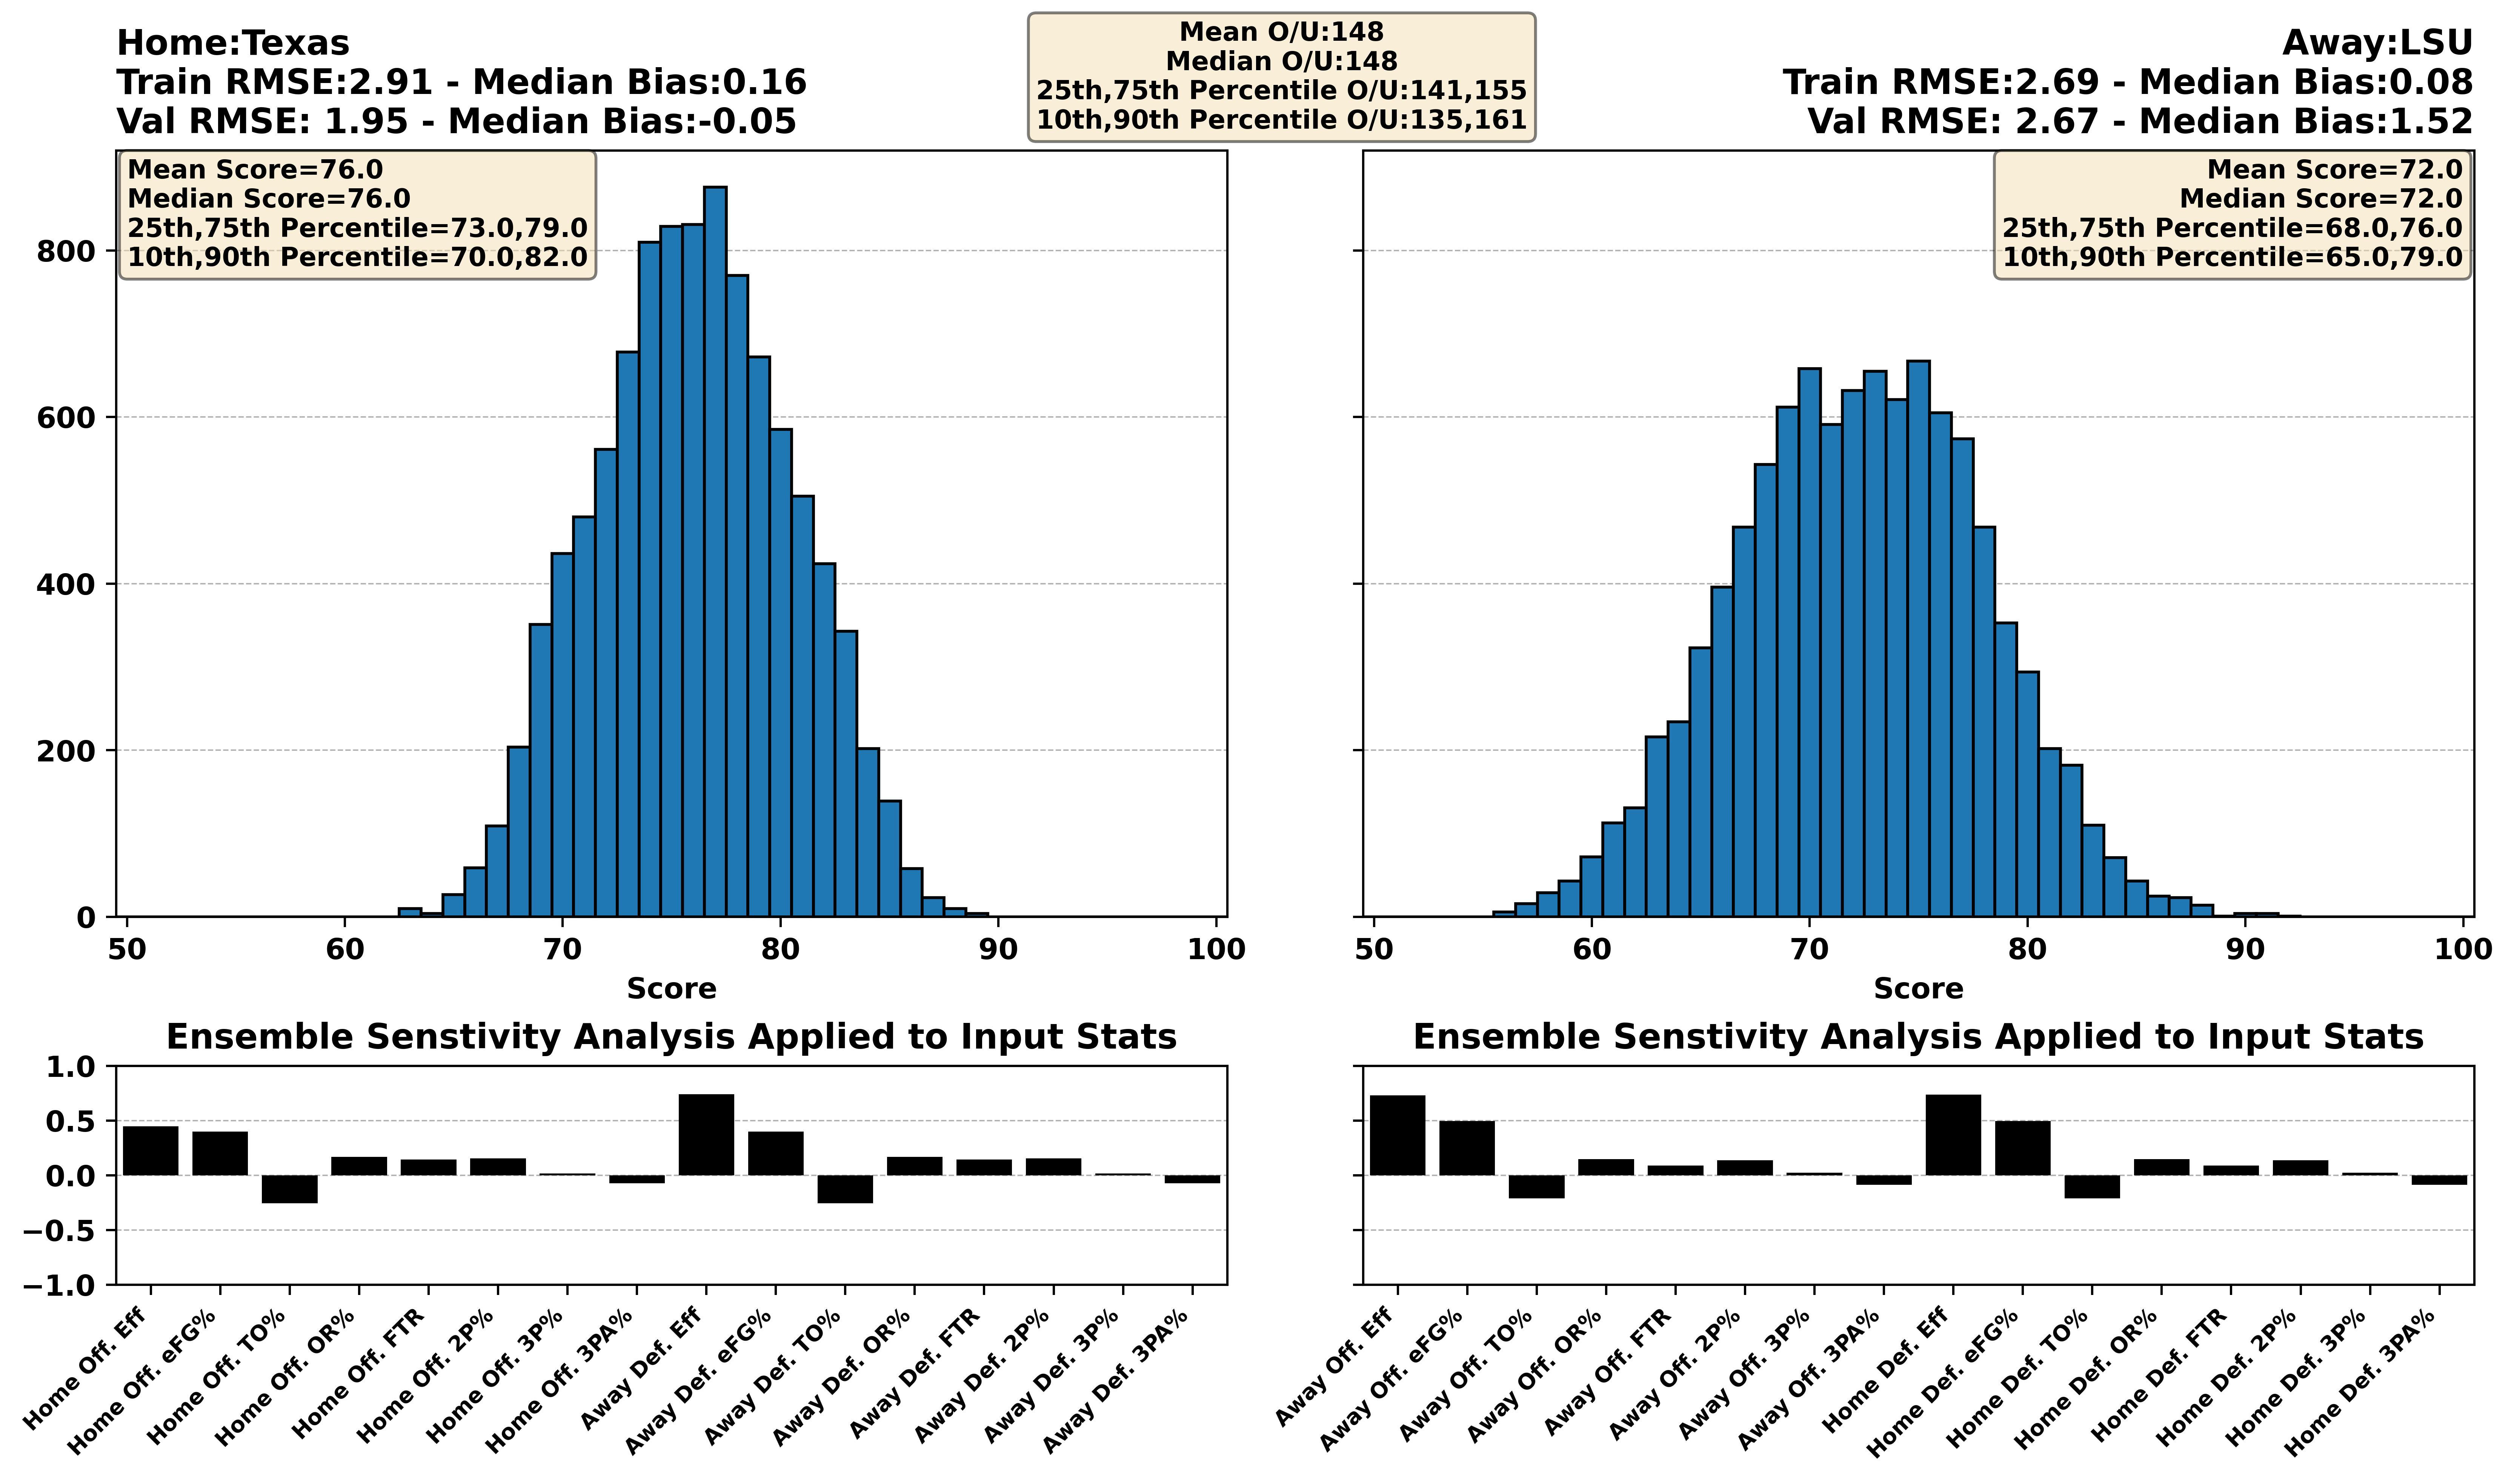 Mean O/U:148
Median O/U:148
25th,75th Percentile O/U:141,155
10th,90th Percentile O/U:135,161
Home:Texas
Train RMSE:2.91 - Median Bias:0.16
Val RMSE: 1.95 - Median Bias:-0.05
Away:LSU
Train RMSE:2.69 - Median Bias:0.08
Val RMSE: 2.67 - Median Bias:1.52
Mean Score=76.0
Median Score=76.0
25th,75th Percentile=73.0,79.0
10th,90th Percentile=70.0,82.0
800
600
400
200
0
50 60 70 80 90 100
Score
Mean Score=72.0
Median Score=72.0
25th,75th Percentile=68.0,76.0
10th,90th Percentile=65.0,79.0
50 60 70 80 90 100
Score
Ensemble Senstivity Analysis Applied to Input Stats
1.0
0.5
0.0
−0.5
−1.0
Home Off. Eff
Home Off. eFG%
Home Off. TO%
Home Off. OR%
Home Off. FTR
Home Off. 2P%
Home Off. 3P%
Home Off. 3PA%
Away Def. Eff
Away Def. eFG%
Away Def. TO%
Away Def. OR%
Away Def. FTR
Away Def. 2P%
Away Def. 3P%
Away Def. 3PA%
Ensemble Senstivity Analysis Applied to Input Stats
Away Off. Eff
Away Off. eFG%
Away Off. TO%
Away Off. OR%
Away Off. FTR
Away Off. 2P%
Away Off. 3P%
Away Off. 3PA%
Home Def. Eff
Home Def. eFG%
Home Def. TO%
Home Def. OR%
Home Def. FTR
Home Def. 2P%
Home Def. 3P%
Home Def. 3PA%